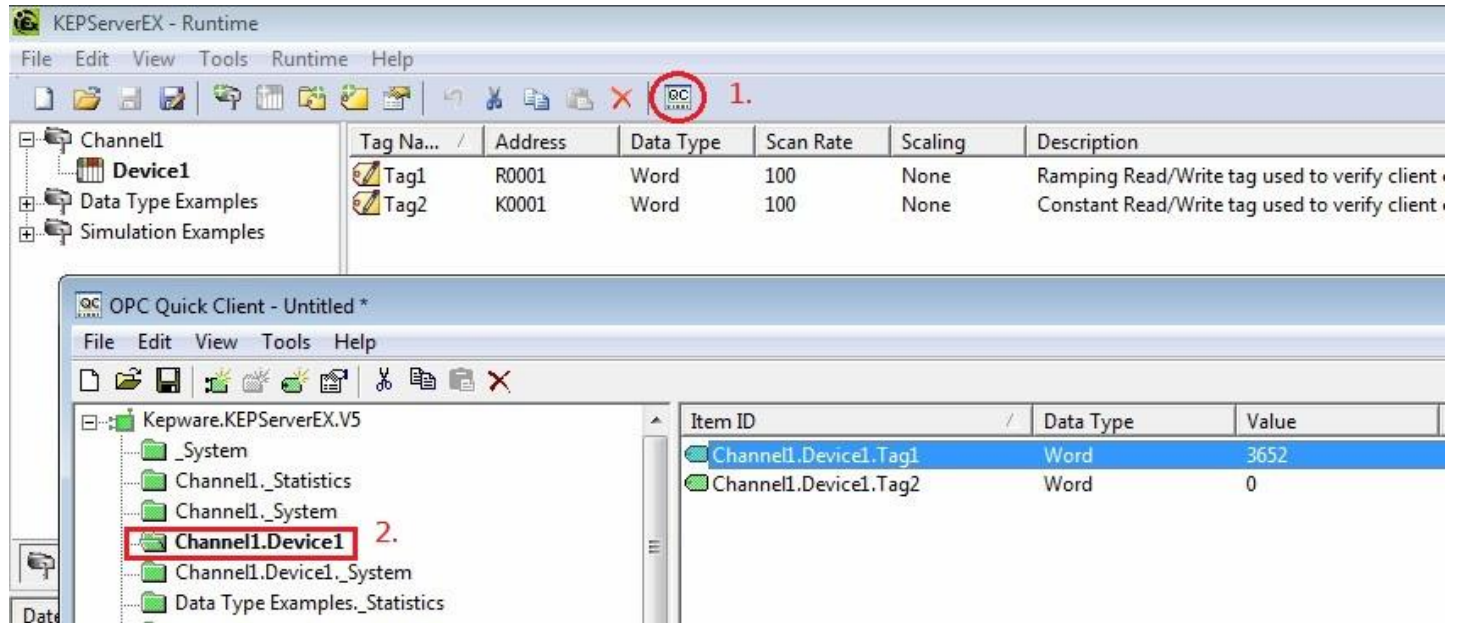 KEPServerEX - Runtime
File Edit View Tools Runtime Help
QC 1.
Channel1
Device1
Data Type Examples
Simulation Examples
Tag Na... / Address Data Type Scan Rate Scaling Description
Tag1 R0001 Word 100 None Ramping Read/Write tag used to verify client
Tag2 K0001 Word 100 None Constant Read/Write tag used to verify client
QC OPC Quick Client - Untitled *
File Edit View Tools Help
Kepware.KEPServerEX.V5
_System
Channel1._Statistics
Channel1._System
Channel1.Device1 2.
Channel1.Device1._System
Data Type Examples._Statistics
Item ID / Data Type Value
Channel1.Device1.Tag1 Word 3652
Channel1.Device1.Tag2 Word 0
Date